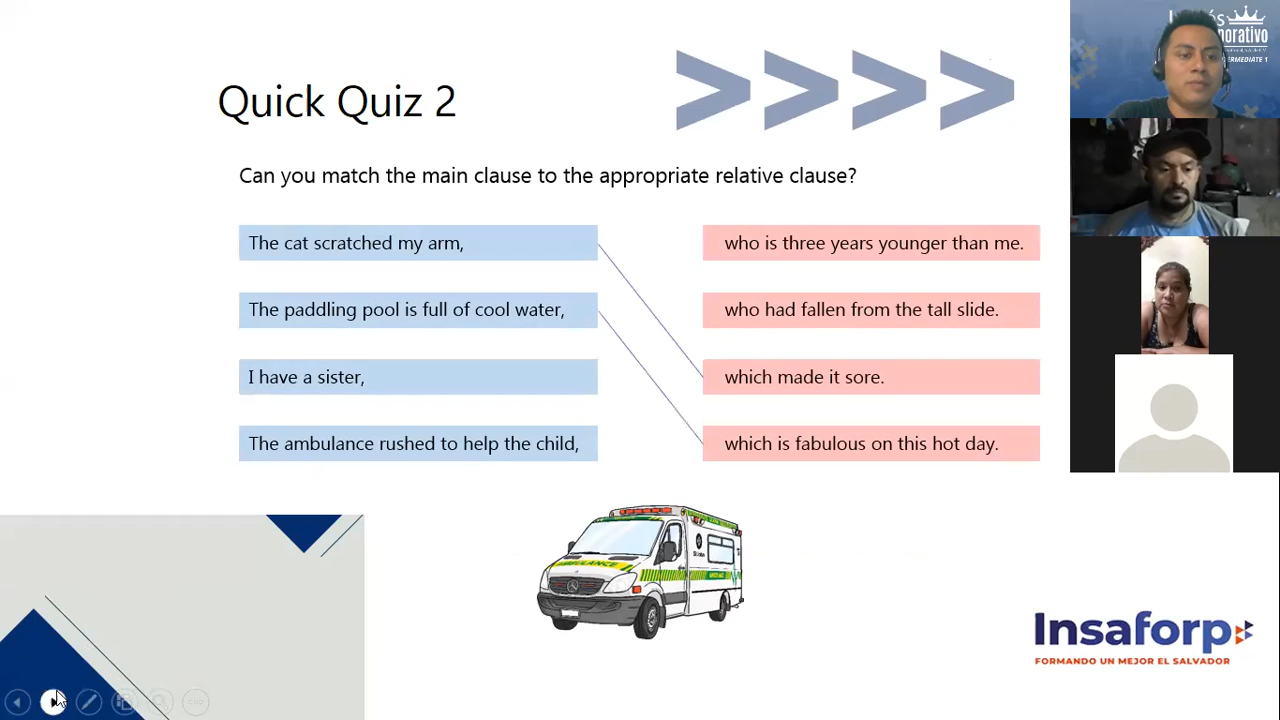 Quick Quiz 2
Can you match the main clause to the appropriate relative clause?
The cat scratched my arm,
who is three years younger than me.
The paddling pool is full of cool water,
who had fallen from the tall slide.
I have a sister,
which made it sore.
The ambulance rushed to help the child,
which is fabulous on this hot day.
AMBULANCE
Insaforp
FORMANDO UN MEJOR EL SALVADOR